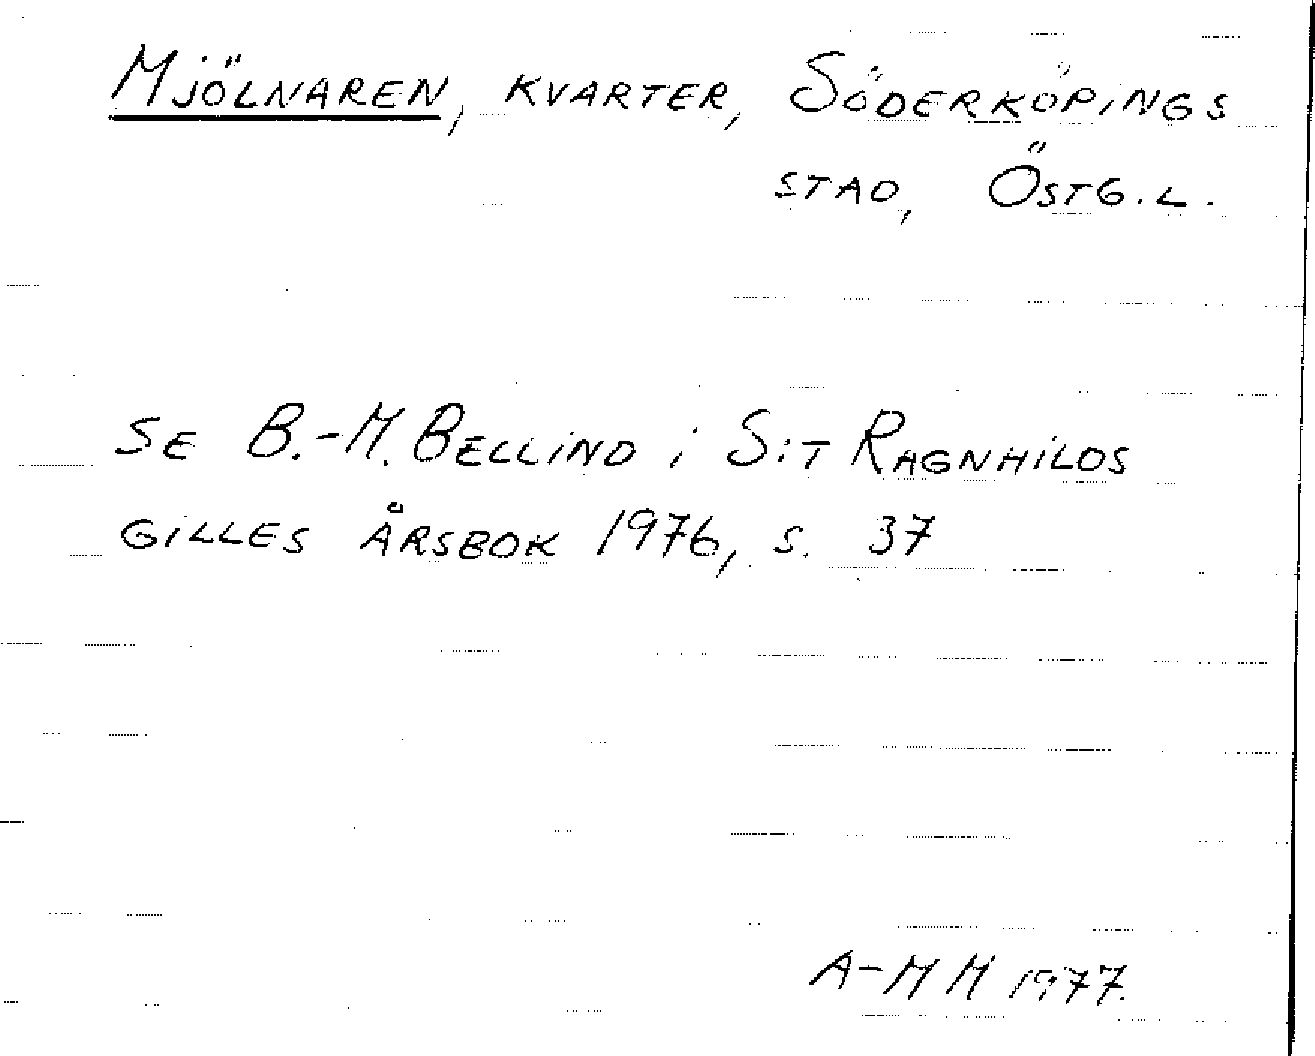 Mjölnaren, kvarter, Söderköpings
stad, Östg.l.
se B.-M. Bellind i S:t Ragnhilds
gilles årsbok 1976, s. 37
A-M M 1977.